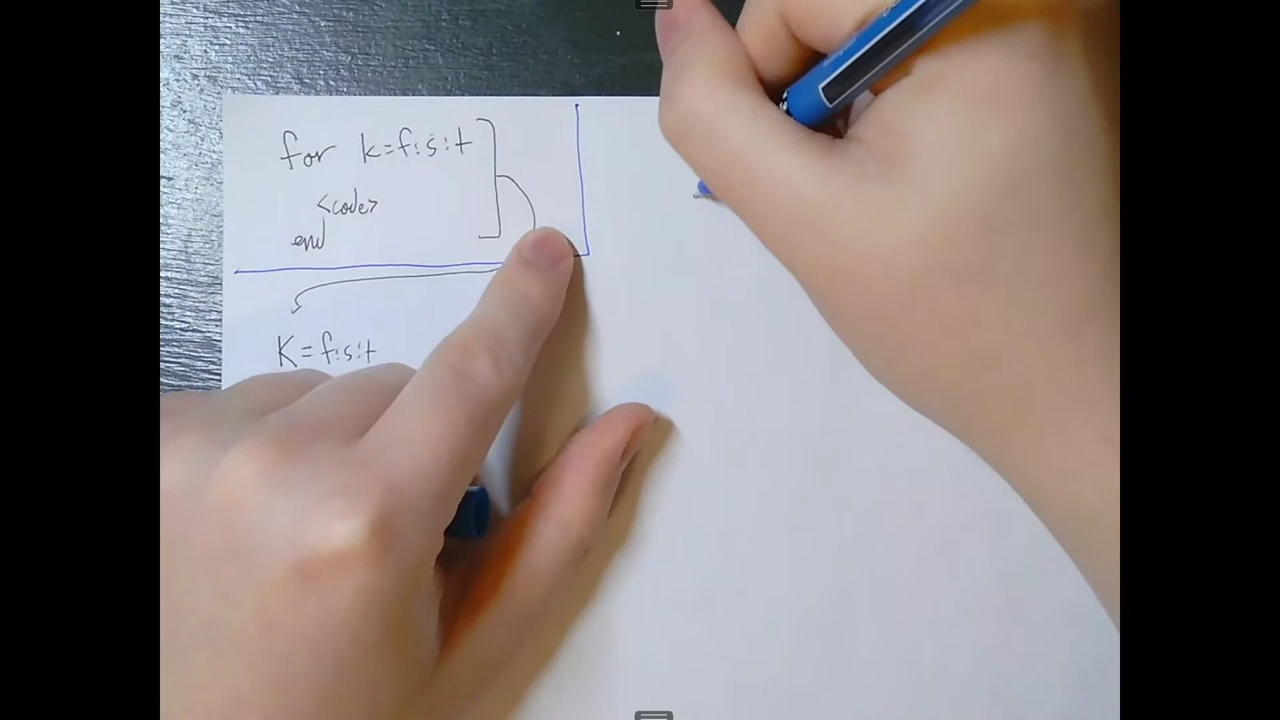 for k=f:s:t
<code>
end
K=f:s:t